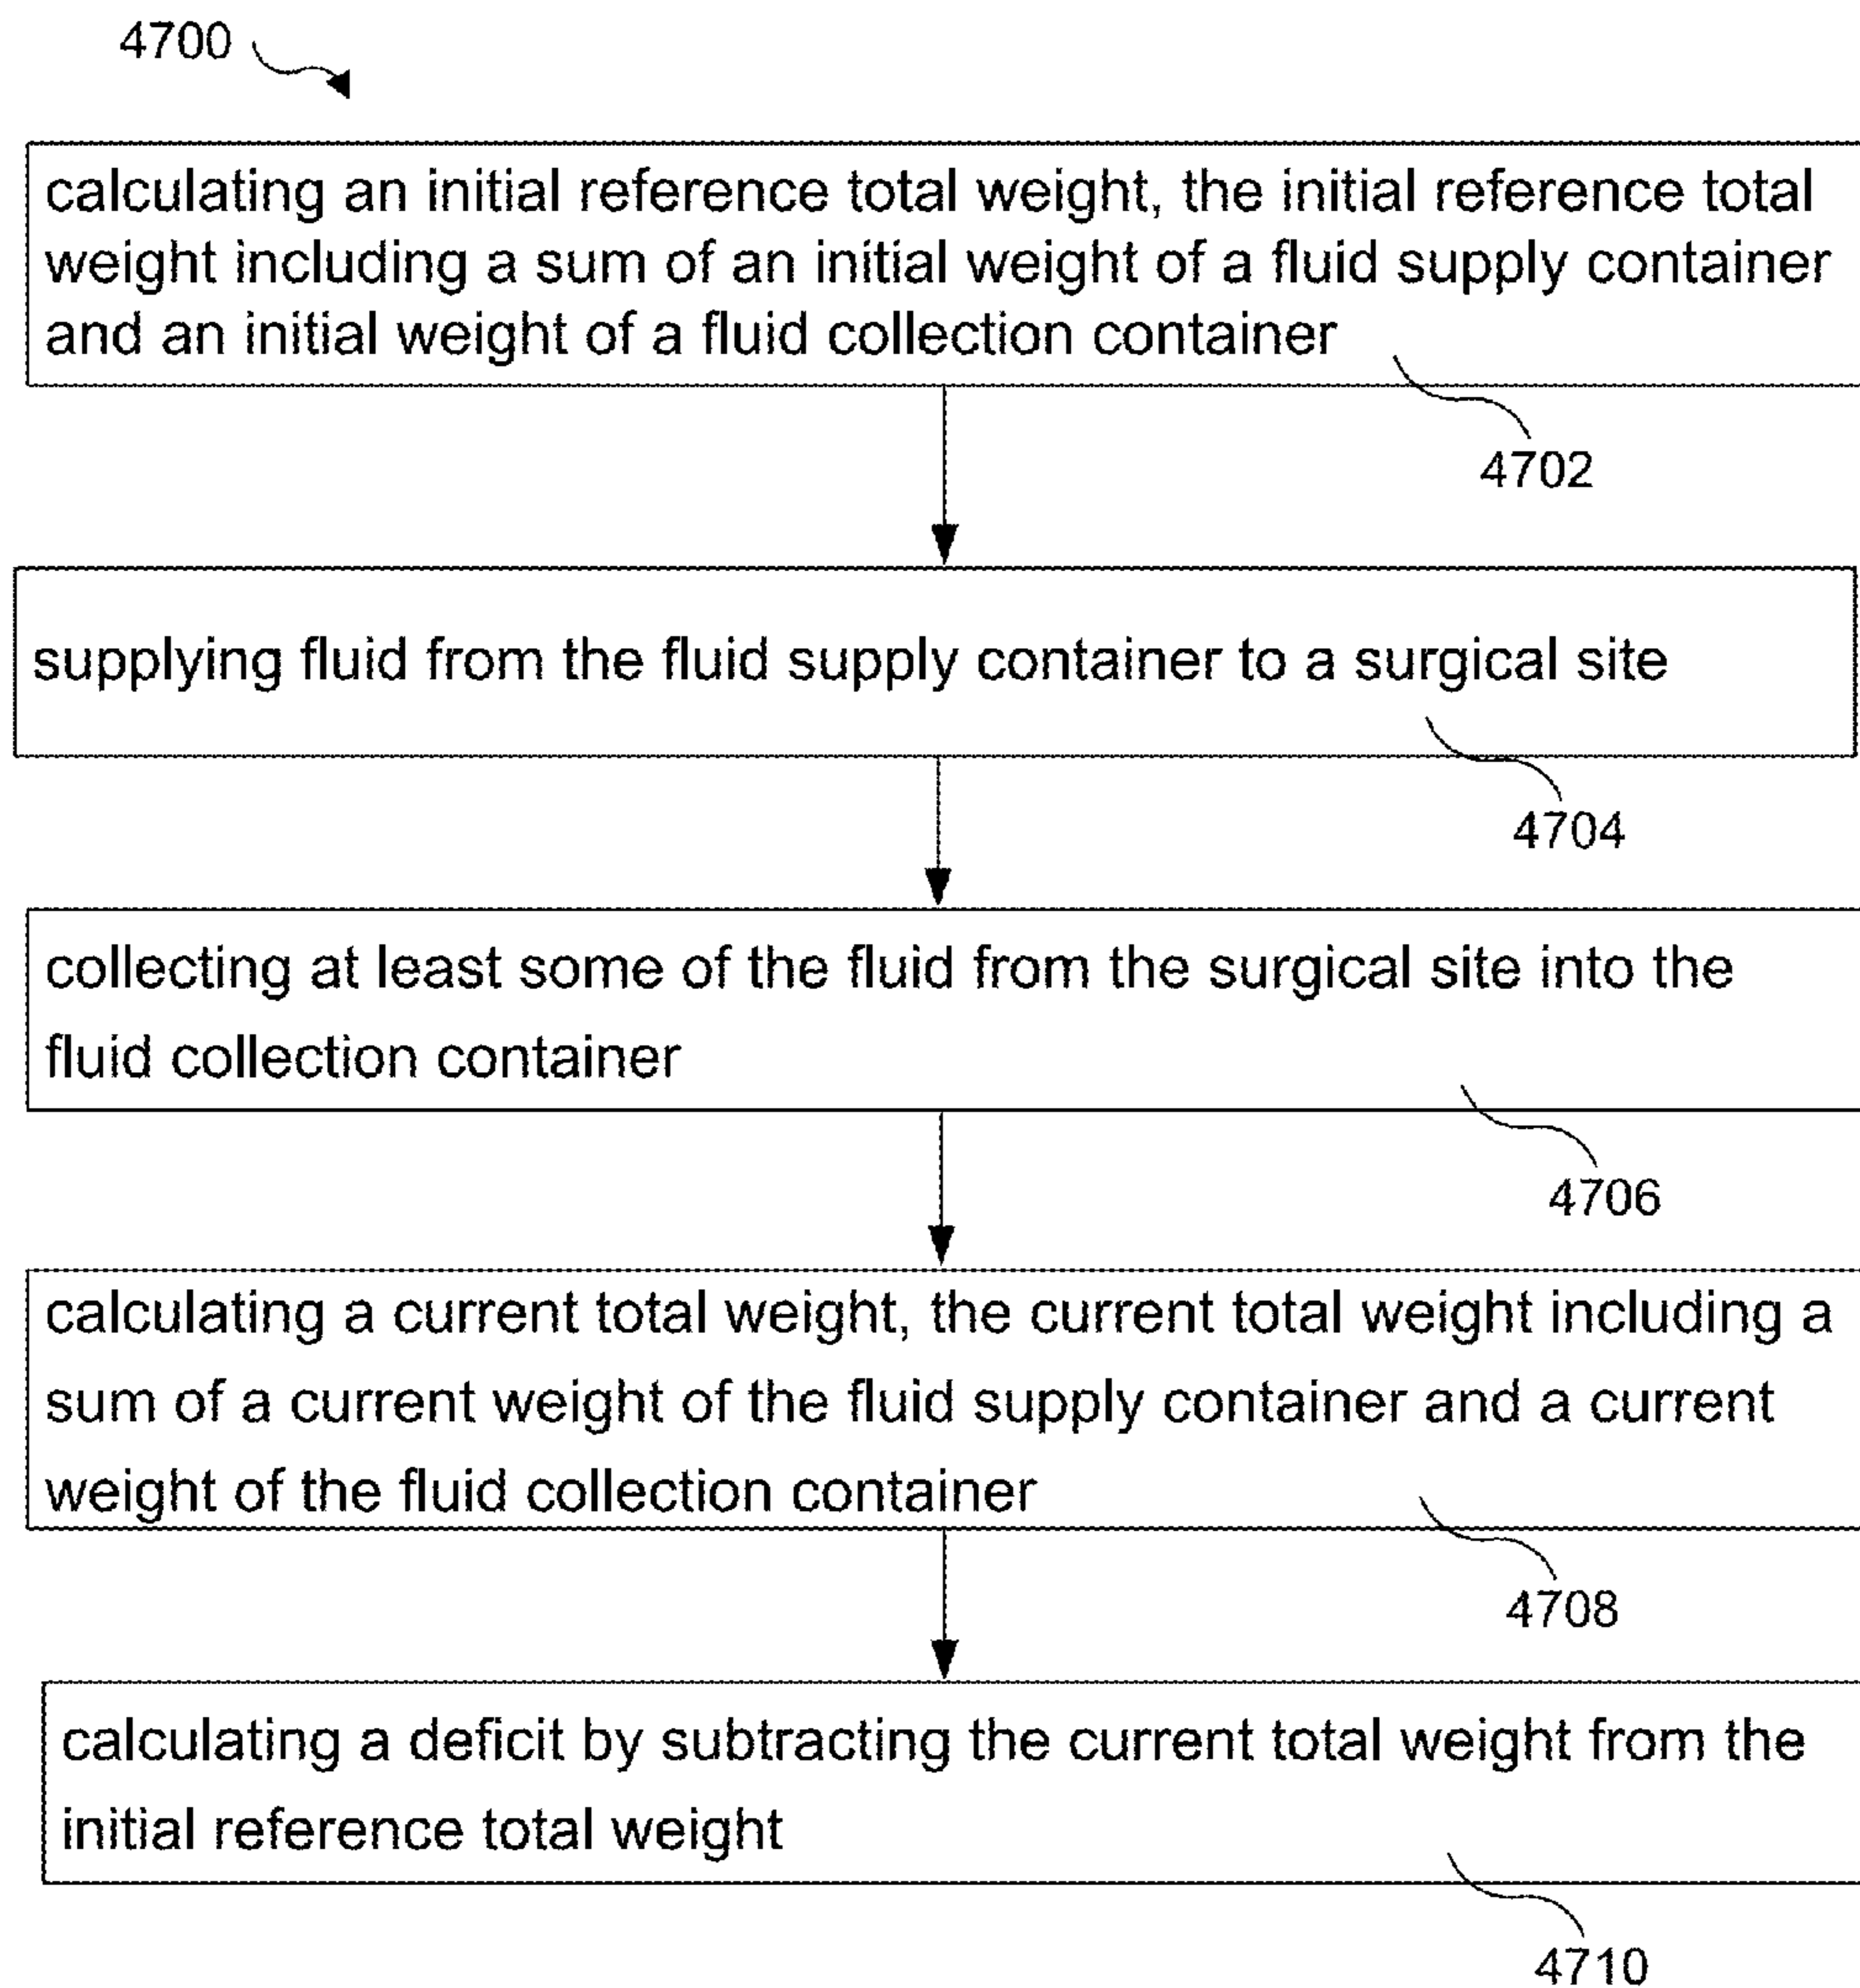 4700
calculating an initial reference total weight, the initial reference total
weight including a sum of an initial weight of a fluid supply container
and an initial weight of a fluid collection container
4702
supplying fluid from the fluid supply container to a surgical site
4704
collecting at least some of the fluid from the surgical site into the
fluid collection container
4706
calculating a current total weight, the current total weight including a
sum of a current weight of the fluid supply container and a current
weight of the fluid collection container
4708
calculating a deficit by subtracting the current total weight from the
initial reference total weight
4710